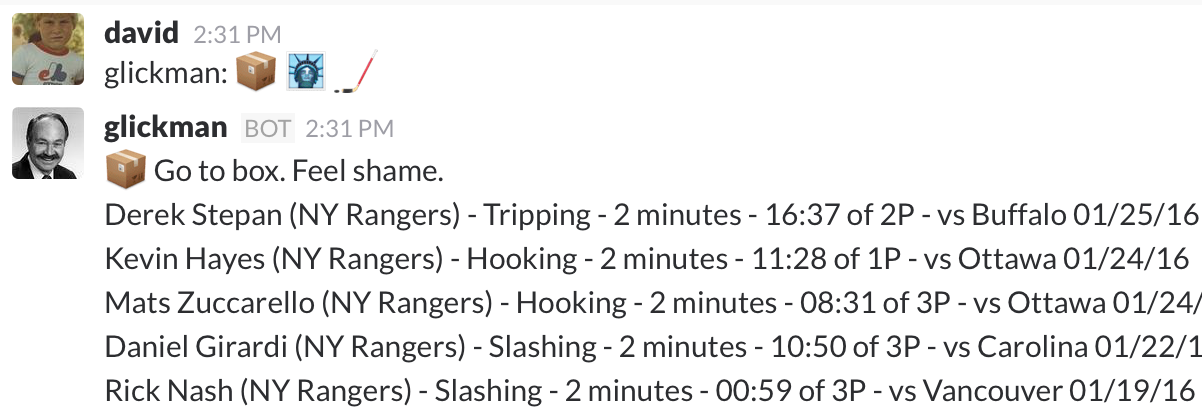 david 2:31 PM
glickman: 📦 🗽 🏒
glickman BOT 2:31 PM
📦 Go to box. Feel shame.
Derek Stepan (NY Rangers) - Tripping - 2 minutes - 16:37 of 2P - vs Buffalo 01/25/16
Kevin Hayes (NY Rangers) - Hooking - 2 minutes - 11:28 of 1P - vs Ottawa 01/24/16
Mats Zuccarello (NY Rangers) - Hooking - 2 minutes - 08:31 of 3P - vs Ottawa 01/24/
Daniel Girardi (NY Rangers) - Slashing - 2 minutes - 10:50 of 3P - vs Carolina 01/22/1
Rick Nash (NY Rangers) - Slashing - 2 minutes - 00:59 of 3P - vs Vancouver 01/19/16